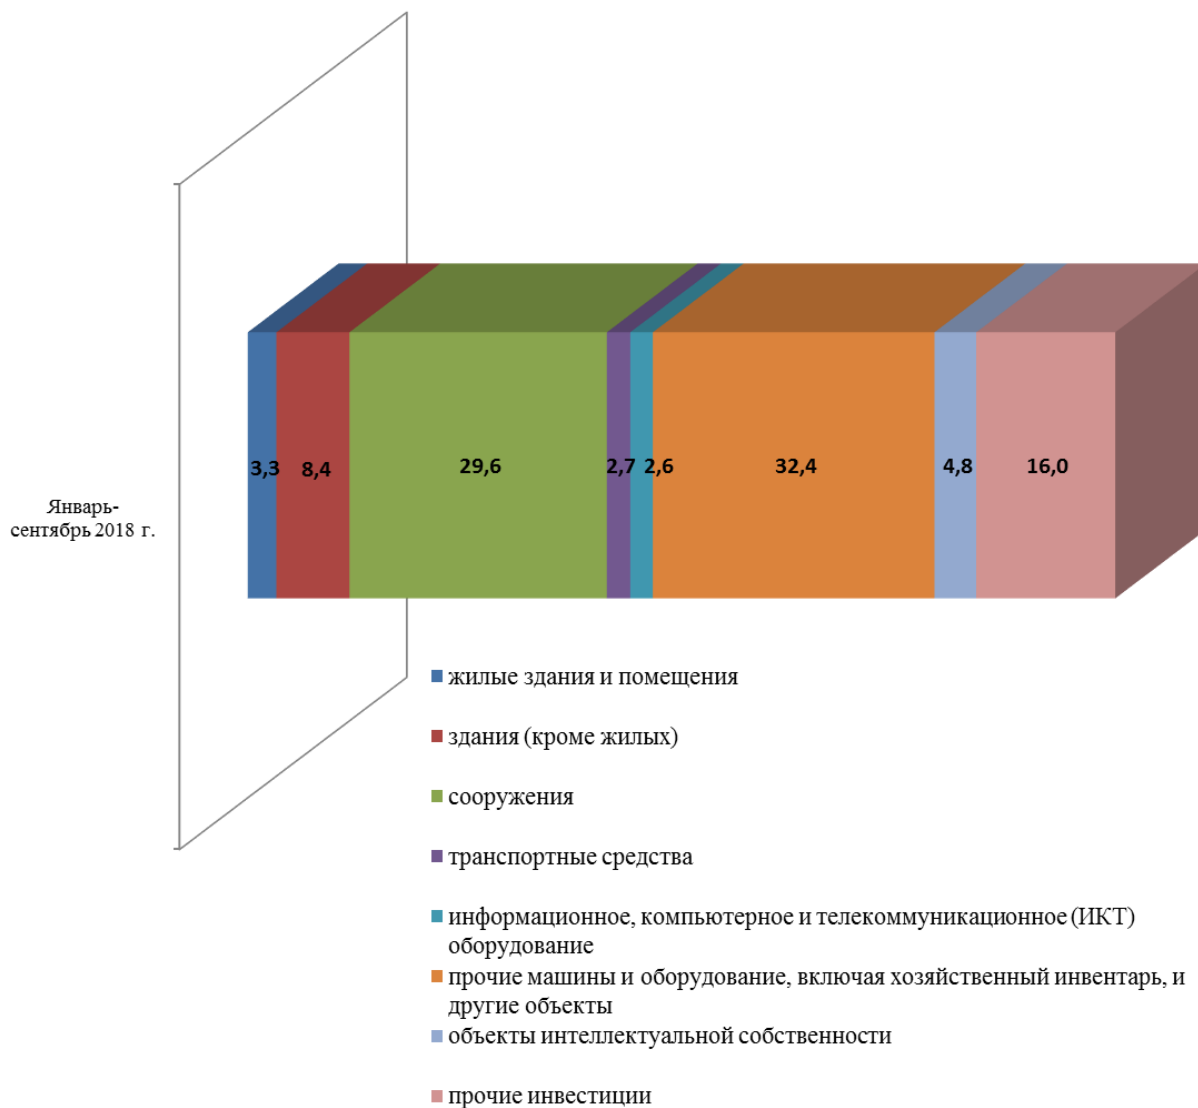 3,3 8,4 29,6 2,7 2,6 32,4 4,8 16,0
Январь-
сентябрь 2018 г.
жилые здания и помещения
здания (кроме жилых)
сооружения
транспортные средства
информационное, компьютерное и телекоммуникационное (ИКТ)
оборудование
прочие машины и оборудование, включая хозяйственный инвентарь, и
другие объекты
объекты интеллектуальной собственности
прочие инвестиции